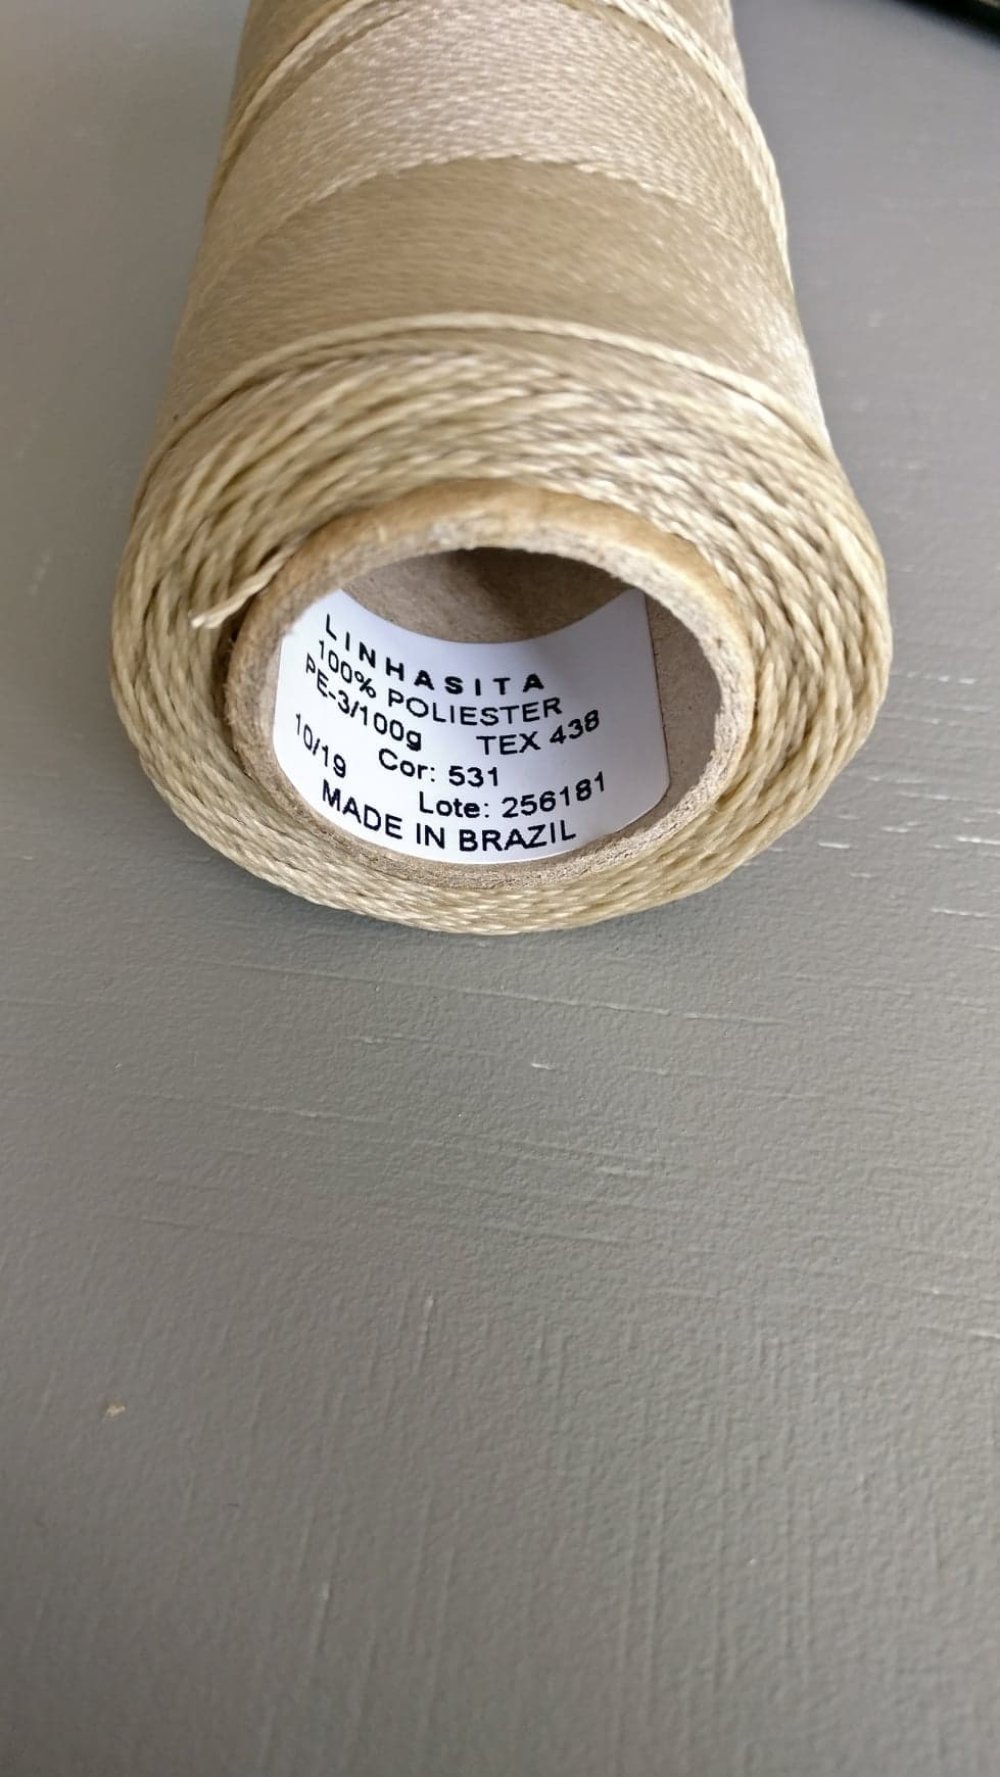 LINHASITA
100% POLIESTER
PE-3/100g TEX 438
Cor: 531
10/19 Lote: 256181
MADE IN BRAZIL